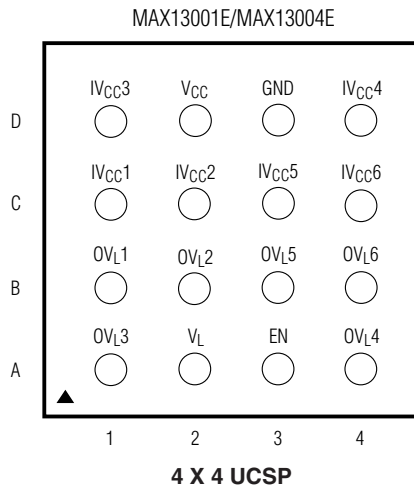 MAX13001E/MAX13004E
IVCC3 VCC GND IVCC4
D
IVCC1 IVCC2 IVCC5 IVCC6
C
OVL1 OVL2 OVL5 OVL6
B
OVL3 VL EN OVL4
A
1 2 3 4
4 X 4 UCSP